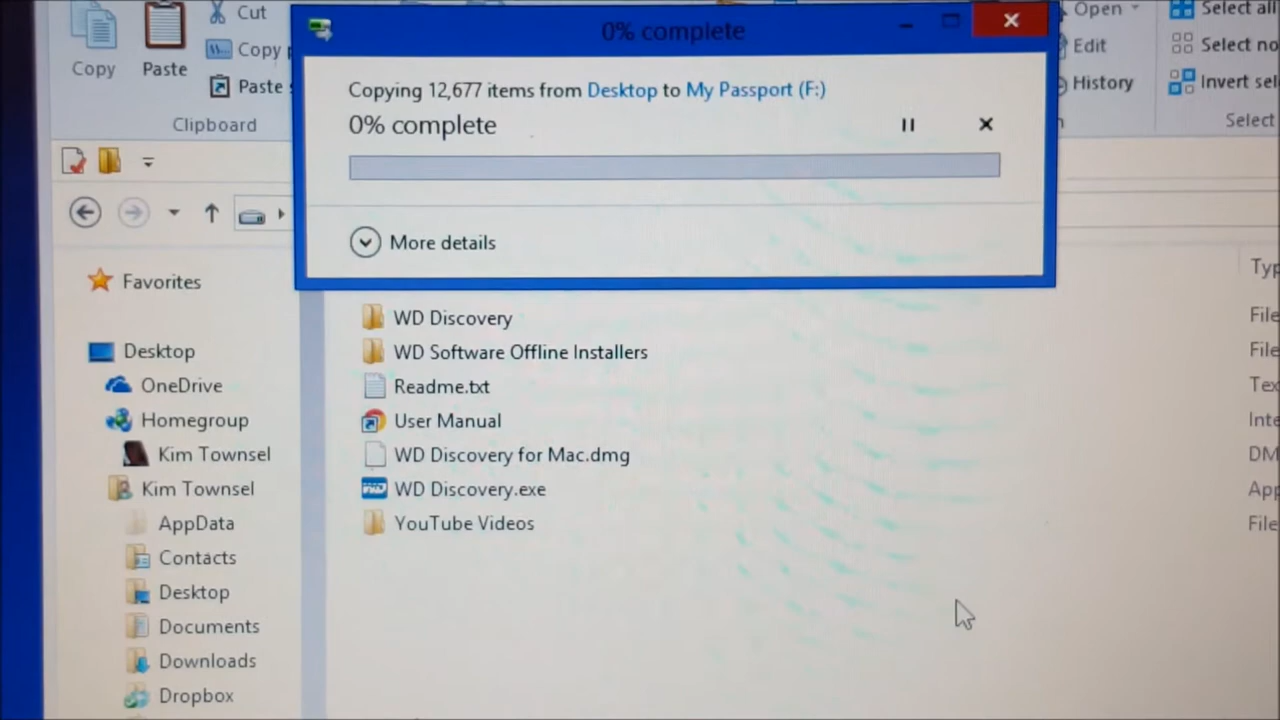 Cut
Copy
Paste
Copy
Paste
Clipboard
0% complete
Copying 12,677 items from Desktop to My Passport (F:)
0% complete
More details
Open
Select all
Edit
Select no
History
Invert sel
Select
Favorites
Desktop
OneDrive
Homegroup
Kim Townsel
Kim Townsel
AppData
Contacts
Desktop
Documents
Downloads
Dropbox
WD Discovery
WD Software Offline Installers
Readme.txt
User Manual
WD Discovery for Mac.dmg
WD Discovery.exe
YouTube Videos
Typ
File
File
Tex
Inte
DM
App
File